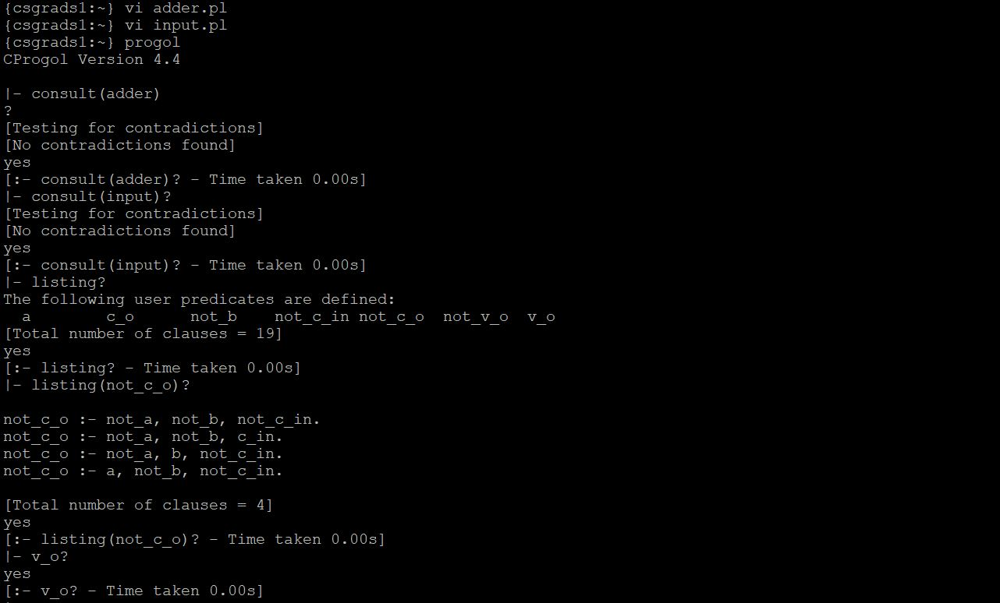 {csgrads1:~} vi adder.pl
{csgrads1:~} vi input.pl
{csgrads1:~} progol
CProgol Version 4.4
|- consult(adder)
?
[Testing for contradictions]
[No contradictions found]
yes
[:- consult(adder)? - Time taken 0.00s]
|- consult(input)?
[Testing for contradictions]
[No contradictions found]
yes
[:- consult(input)? - Time taken 0.00s]
|- listing?
The following user predicates are defined:
a c_o not_b not_c_in not_c_o not_v_o v_o
[Total number of clauses = 19]
yes
[:- listing? - Time taken 0.00s]
|- listing(not_c_o)?
not_c_o :- not_a, not_b, not_c_in.
not_c_o :- not_a, not_b, c_in.
not_c_o :- not_a, b, not_c_in.
not_c_o :- a, not_b, not_c_in.
[Total number of clauses = 4]
yes
[:- listing(not_c_o)? - Time taken 0.00s]
|- v_o?
yes
[:- v_o? - Time taken 0.00s]